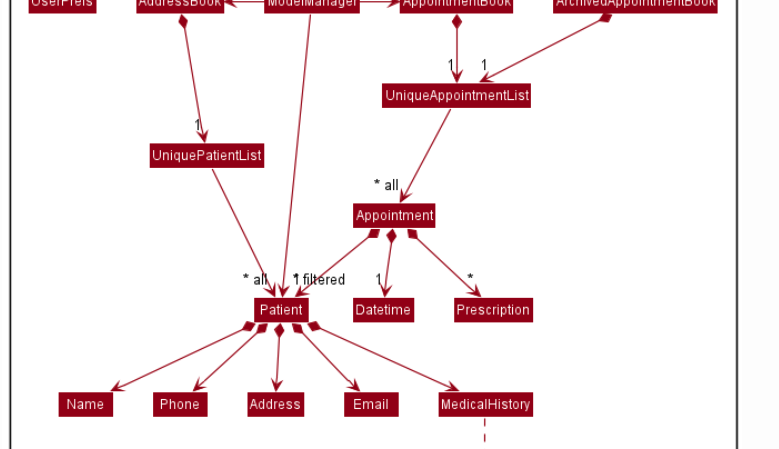 UserPrefs
AddressBook
ModelManager
AppointmentBook
ArchivedAppointmentBook
1
1
UniqueAppointmentList
1
UniquePatientList
* all
Appointment
* all
* filtered
1
1
*
Patient
Datetime
Prescription
Name
Phone
Address
Email
MedicalHistory